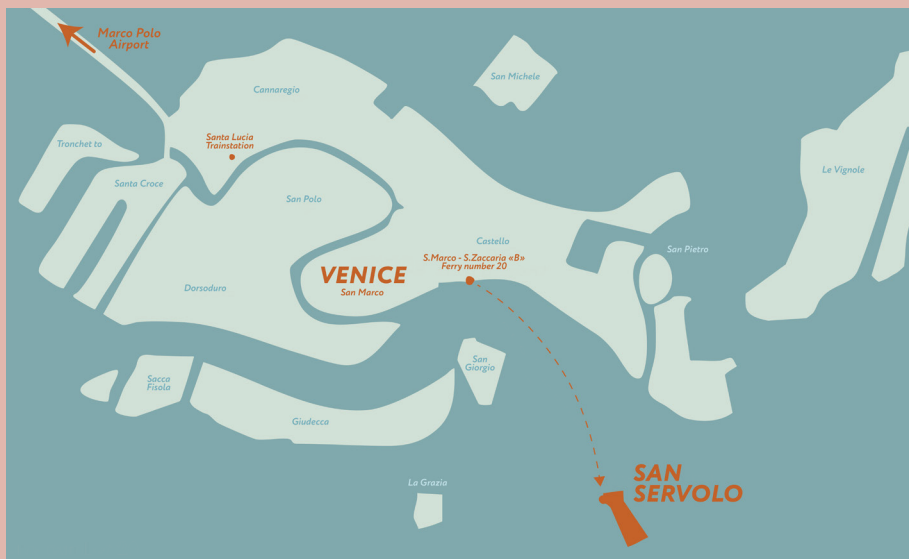 Marco Polo
Airport
San Michele
Cannaregio
Santa Lucia
Trainstation
Tronchet to
Le Vignole
Santa Croce
San Polo
Castello
San Pietro
S.Marco - S.Zaccaria «B»
Ferry number 20
VENICE
San Marco
Dorsoduro
San
Giorgio
Sacca
Fisola
Giudecca
La Grazia
SAN
SERVOLO